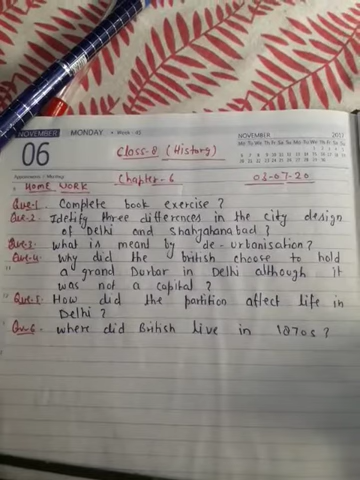 NOVEMBER MONDAY • Week 45
NOVEMBER 2017
06
Class-8 (History)
Chapter-6
03-07-20
HOME WORK
Que-1. Complete book exercise?
Que-2. Idetify three differences in the city design
of Delhi and Shahjahanabad?
Que-3. what is meant by de-urbanisation?
Que-4. why did the british choose to hold
a grand Durbar in Delhi although it
was not a capital?
Que-5. How did the partition affect life in
Delhi?
Que-6. where did British live in 1870s?